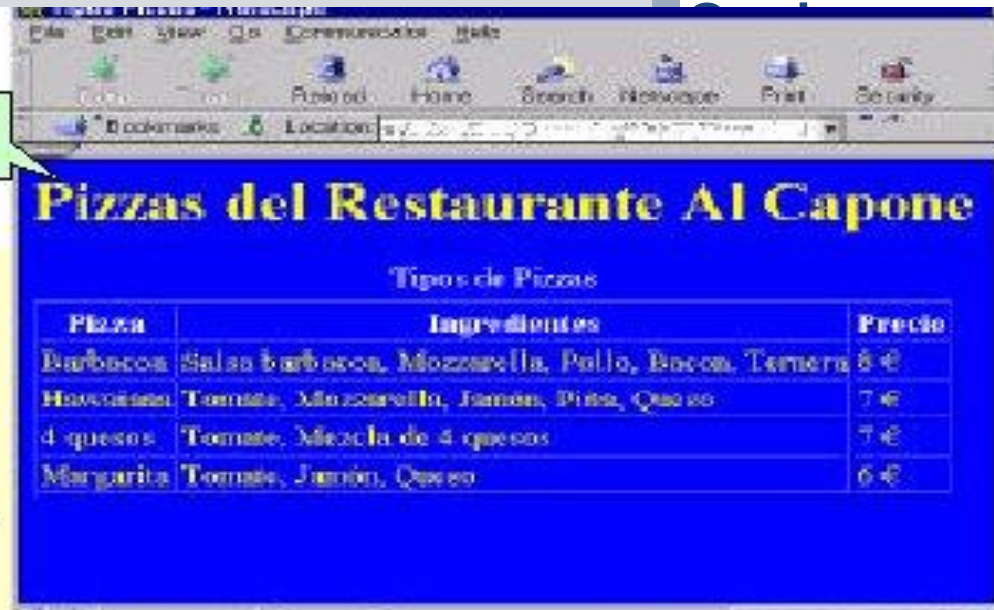 File Edit View Go Communicator Help
Reload Home Search Netscape Print Security
Bookmarks Location:
Pizzas del Restaurante Al Capone
Tipos de Pizzas
Pizza Ingredientes Precio
Barbacoa Salsa barbacoa, Mozzarella, Pollo, Bacon, Ternera 8 €
Hawaiana Tomate, Mozzarella, Jamón, Piña, Queso 7 €
4 quesos Tomate, Mezcla de 4 quesos 7 €
Margarita Tomate, Jamón, Queso 6 €